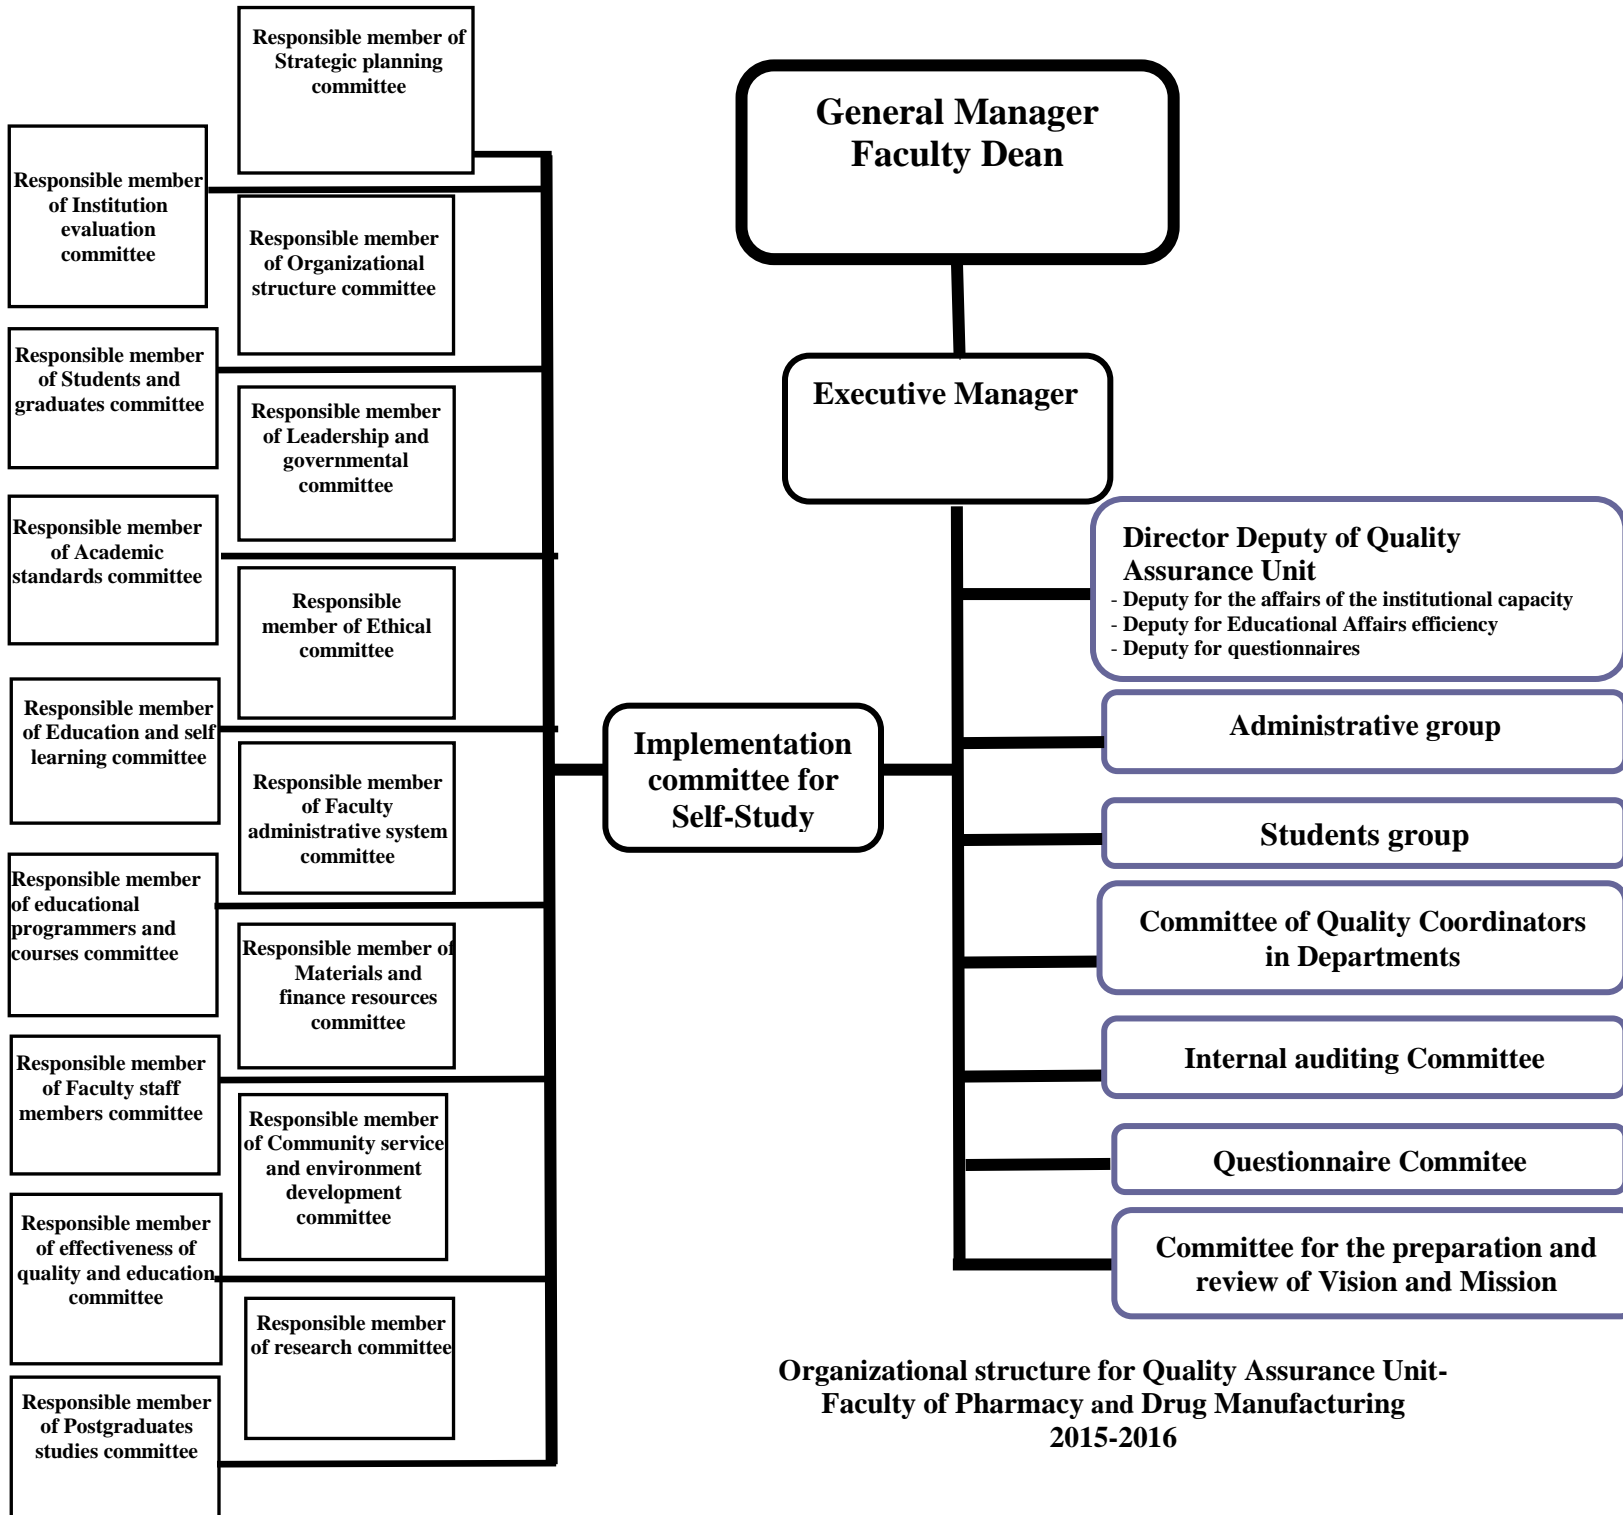 Responsible member of
Strategic planning
committee
General Manager
Faculty Dean
Responsible member
of Institution
evaluation
committee
Responsible member
of Organizational
structure committee
Responsible member
of Students and
graduates committee
Executive Manager
Responsible member
of Leadership and
governmental
committee
Responsible member
of Academic
standards committee
Director Deputy of Quality
Assurance Unit
- Deputy for the affairs of the institutional capacity
- Deputy for Educational Affairs efficiency
- Deputy for questionnaires
Responsible
member of Ethical
committee
Responsible member
of Education and self
learning committee
Administrative group
Implementation
committee for
Self-Study
Responsible member
of Faculty
administrative system
committee
Students group
Responsible member
of educational
programmers and
courses committee
Committee of Quality Coordinators
in Departments
Responsible member of
Materials and
finance resources
committee
Internal auditing Committee
Responsible member
of Faculty staff
members committee
Responsible member
of Community service
and environment
development
committee
Questionnaire Commitee
Responsible member
of effectiveness of
quality and education
committee
Committee for the preparation and
review of Vision and Mission
Responsible member
of research committee
Responsible member
of Postgraduates
studies committee
Organizational structure for Quality Assurance Unit-
Faculty of Pharmacy and Drug Manufacturing
2015-2016